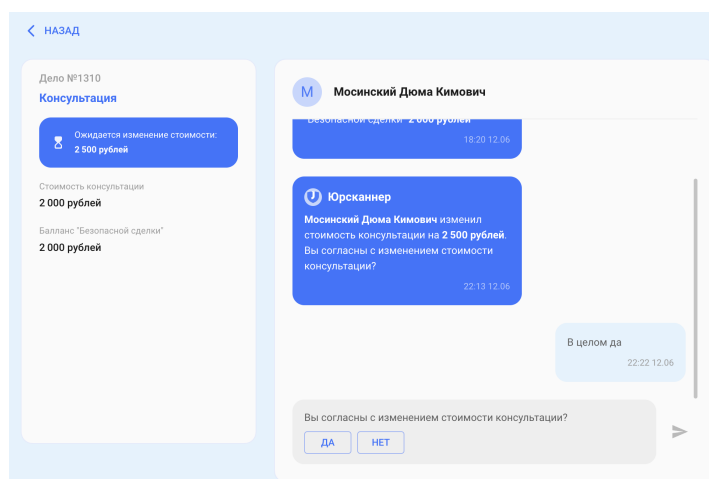 НАЗАД
Дело №1310
Консультация
Ожидается изменение стоимости:
2 500 рублей
Стоимость консультации
2 000 рублей
Балланс "Безопасной сделки"
2 000 рублей
М
Мосинский Дюма Кимович
Безопасной сделки" 2 000 рублей
18:20 12.06
Юрсканнер
Мосинский Дюма Кимович изменил
стоимость консультации на 2 500 рублей.
Вы согласны с изменением стоимости
консультации?
22:13 12.06
В целом да
22:22 12.06
Вы согласны с изменением стоимости консультации?
ДА
НЕТ